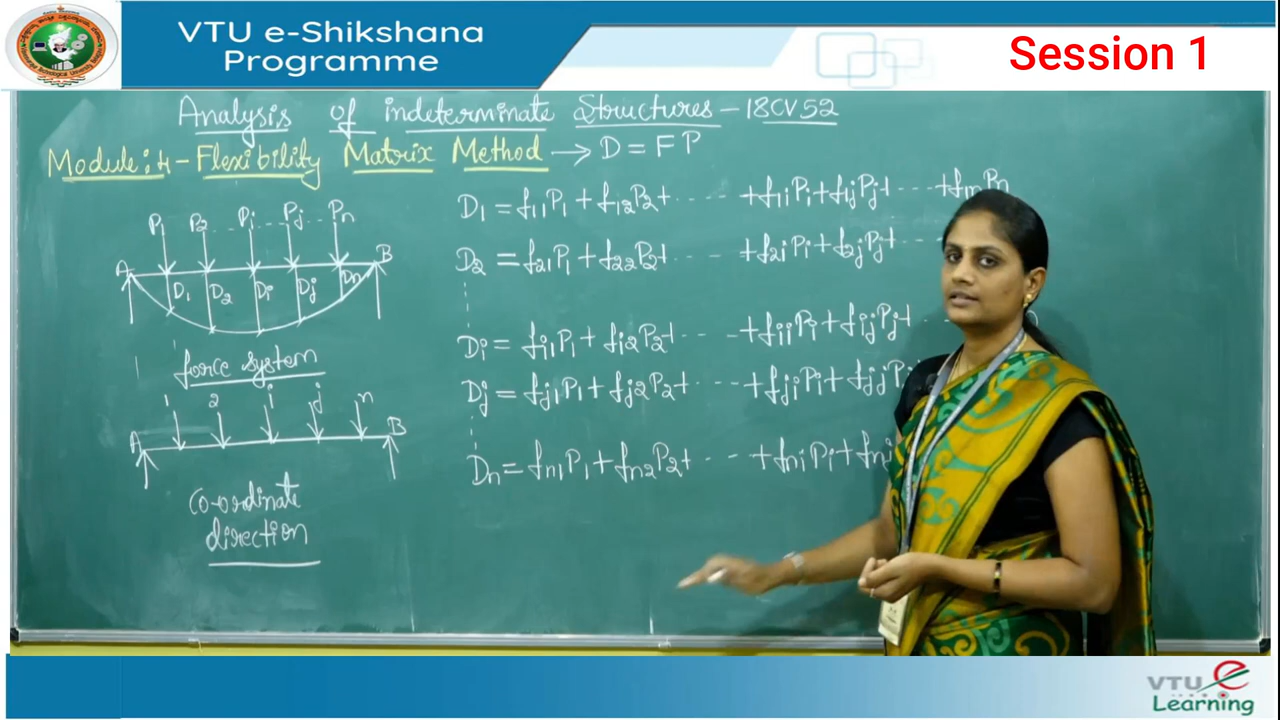 VTU e-Shikshana
Programme
Session 1
Analysis of indeterminate Structures - 18CV52
Module:4 - Flexibility Matrix Method → D = FP
P1 P2 Pi Pj Pn
A B
D1 D2 Di Dj Dn
force system
1 2 i j n
A B
Co-ordinate
direction
D1 = f11P1 + f12P2 + ... +f1iPi + f1jPj + ... +f1nPn
D2 = f21P1 + f22P2 + ... +f2iPi + f2jPj +
Di = fi1P1 + fi2P2 + ... +fiiPi + fijPj +
Dj = fj1P1 + fj2P2 + ... +fjiPi + fjjPj
Dn = fn1P1 + fn2P2 + ... +fniPi + fnj
VTU e
Learning